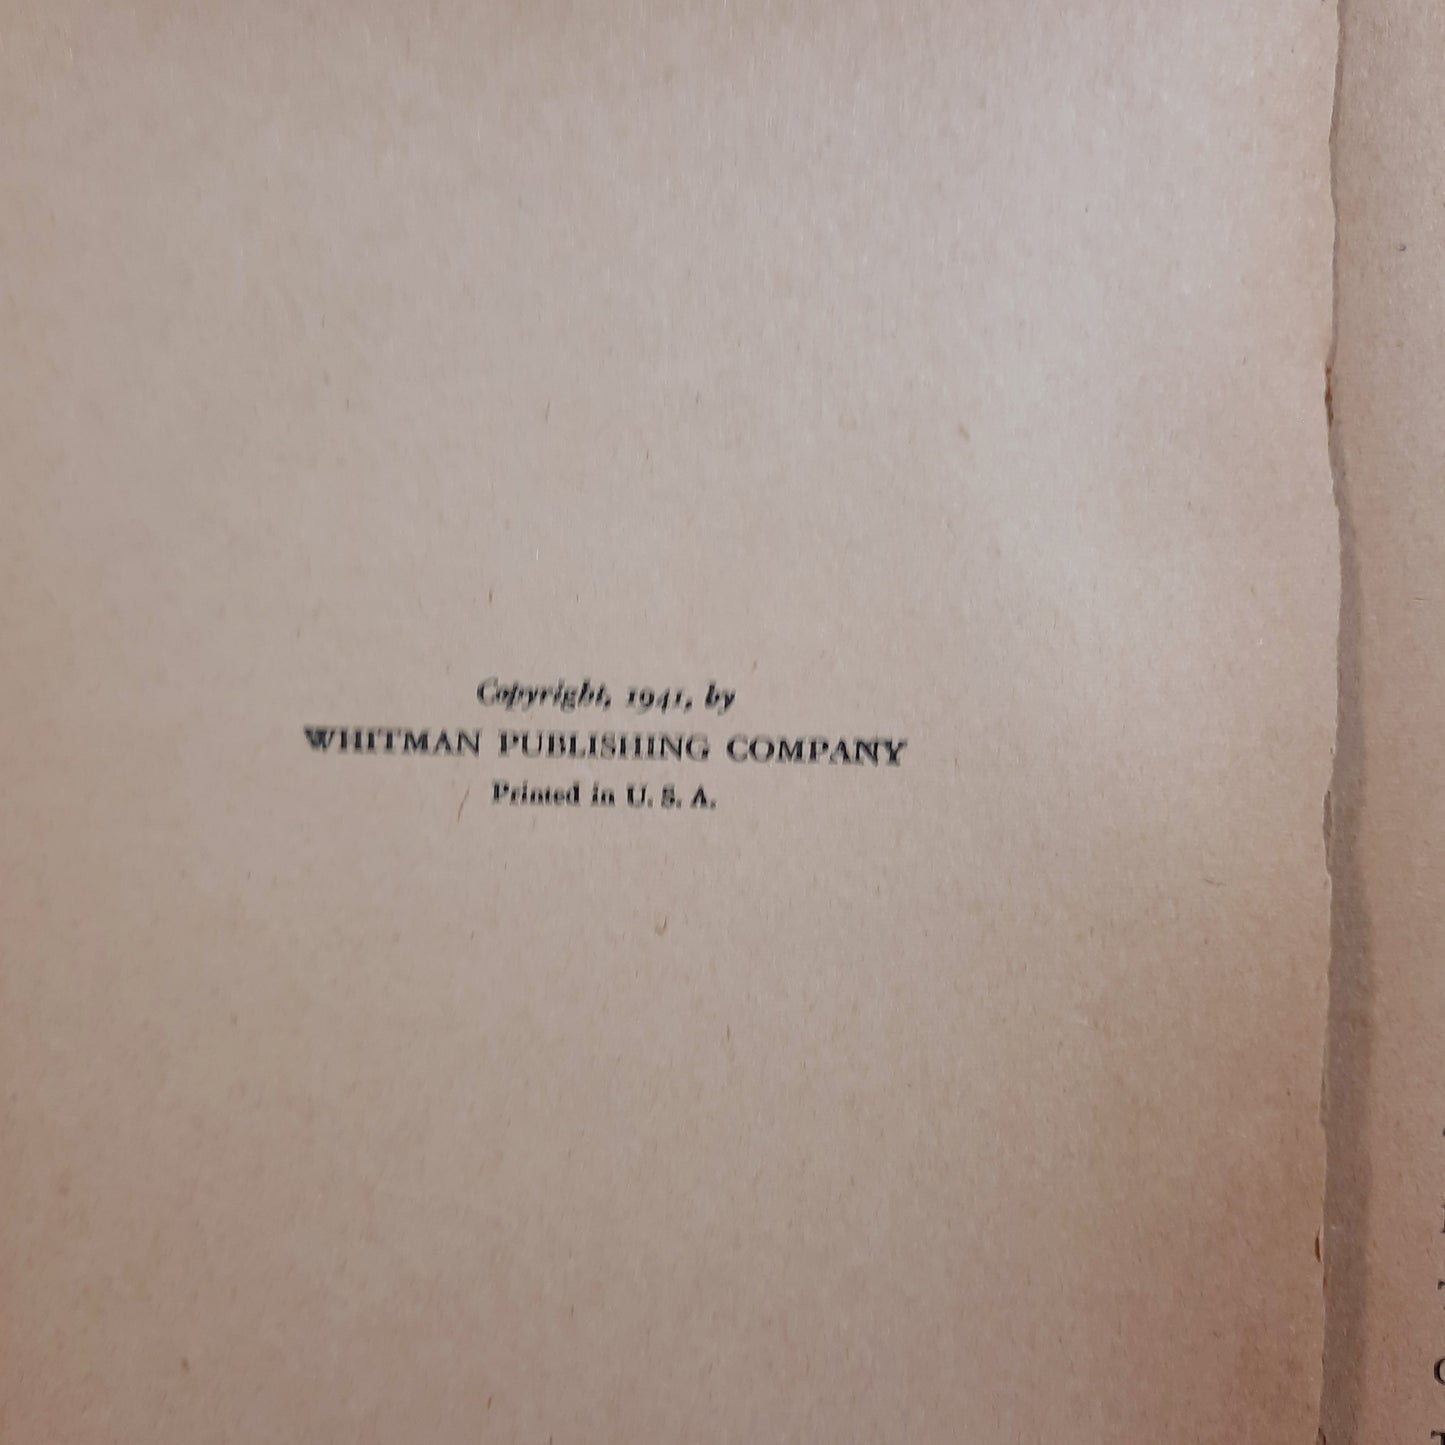 Copyright, 1941, by
WHITMAN PUBLISHING COMPANY
Printed in U. S. A.